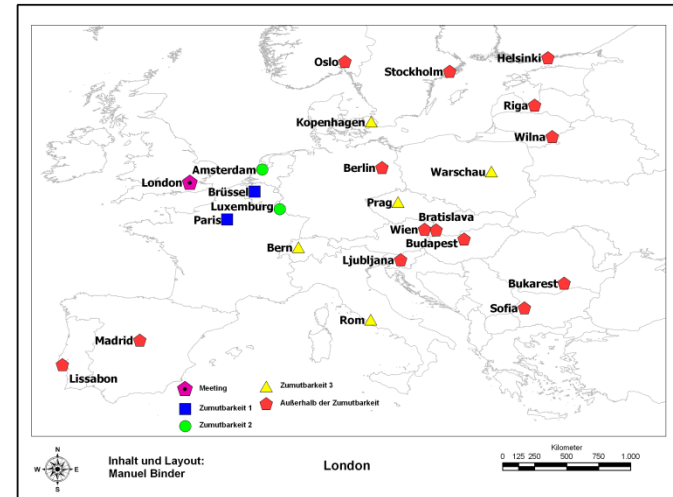 Oslo
Helsinki
Stockholm
Riga
Kopenhagen
Wilna
Amsterdam
Berlin
Warschau
London
Brüssel
Luxemburg
Prag
Paris
Bratislava
Wien
Budapest
Bern
Ljubljana
Bukarest
Sofia
Rom
Madrid
Lissabon
Meeting
Zumutbarkeit 1
Zumutbarkeit 2
Zumutbarkeit 3
Außerhalb der Zumutbarkeit
N
W E
S
Inhalt und Layout:
Manuel Binder
London
Kilometer
0 125 250 500 750 1.000